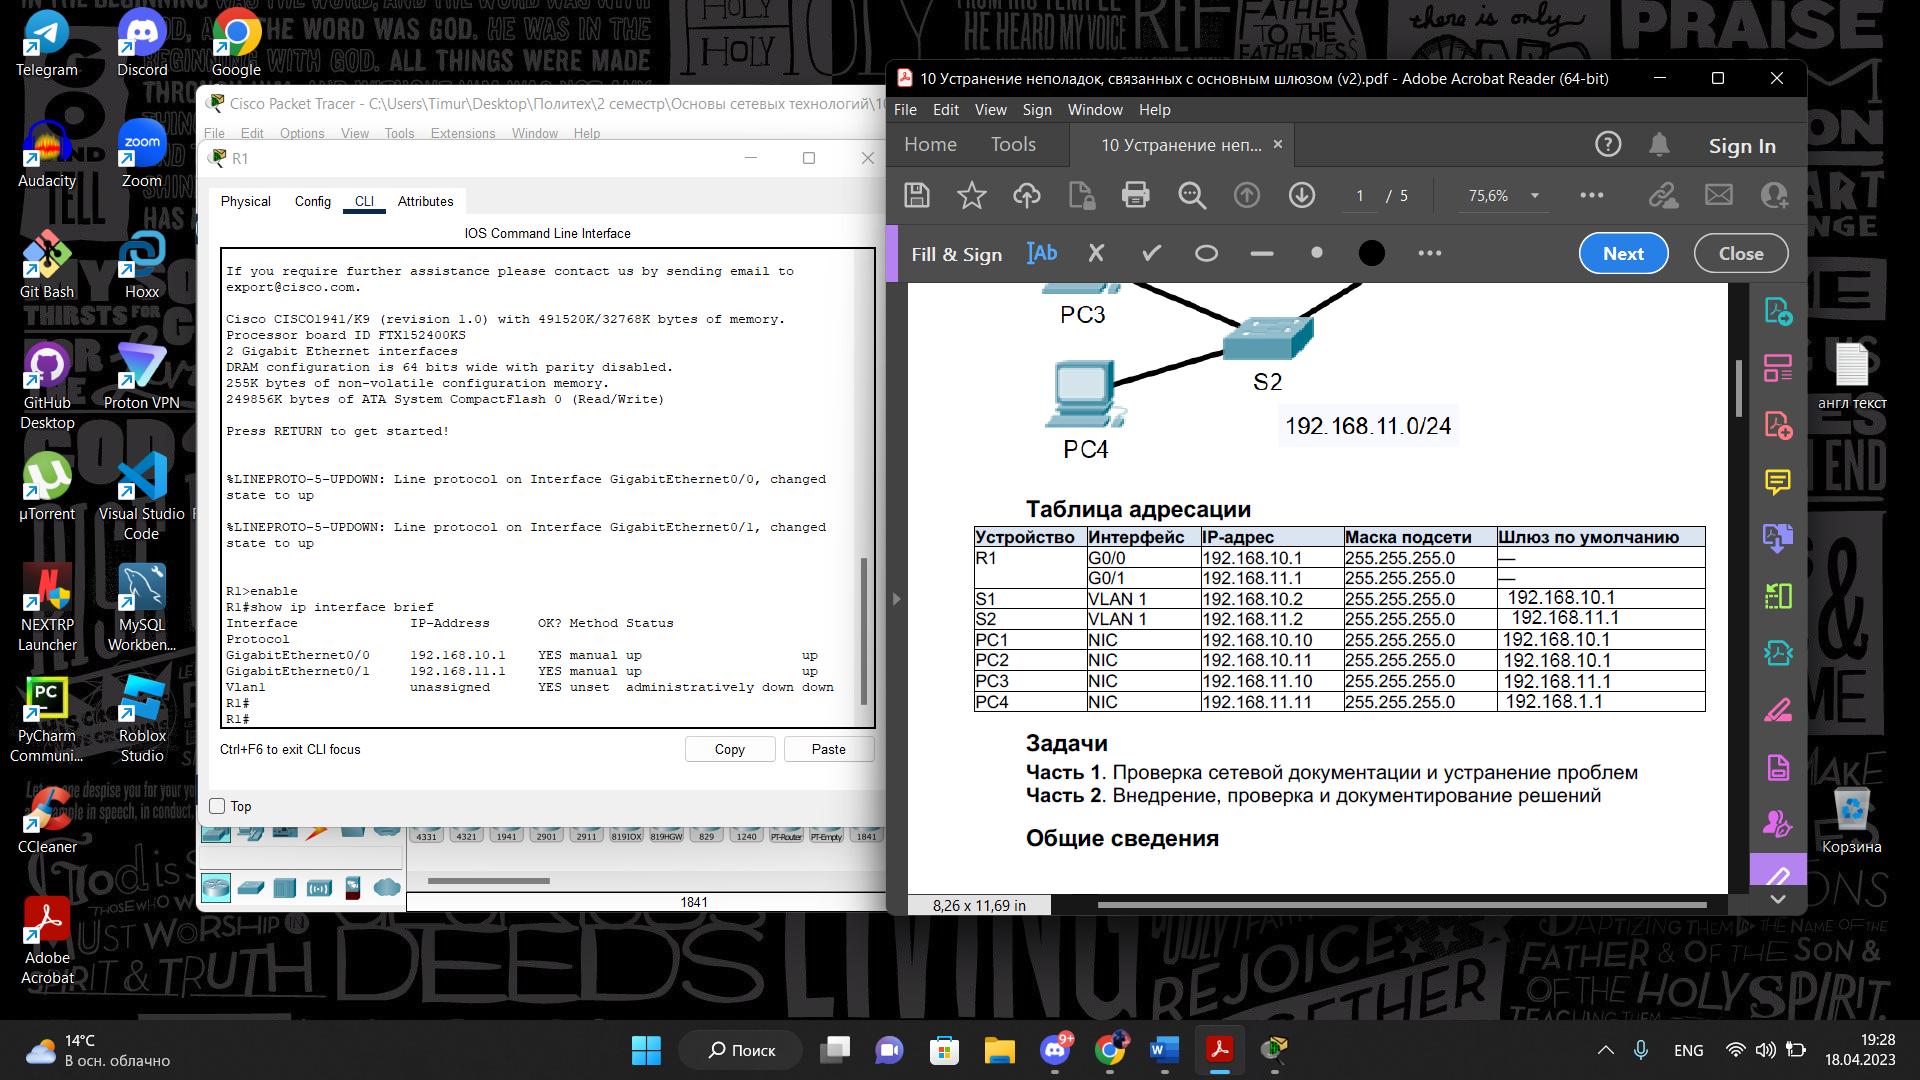 Telegram
Discord
Google
Audacity
Zoom
Git Bash
Hoxx
GitHub Desktop
Proton VPN
µTorrent
Visual Studio Code
NEXTRP Launcher
MySQL Workben...
PyCharm Communi...
Roblox Studio
CCleaner
Adobe Acrobat
Cisco Packet Tracer - C:\Users\Timur\Desktop\Политех\2 семестр\Основы сетевых технологий\10
File Edit Options View Tools Extensions Window Help
R1
Physical Config CLI Attributes
IOS Command Line Interface
If you require further assistance please contact us by sending email to
export@cisco.com.
Cisco CISCO1941/K9 (revision 1.0) with 491520K/32768K bytes of memory.
Processor board ID FTX152400KS
2 Gigabit Ethernet interfaces
DRAM configuration is 64 bits wide with parity disabled.
255K bytes of non-volatile configuration memory.
249856K bytes of ATA System CompactFlash 0 (Read/Write)
Press RETURN to get started!
%LINEPROTO-5-UPDOWN: Line protocol on Interface GigabitEthernet0/0, changed
state to up
%LINEPROTO-5-UPDOWN: Line protocol on Interface GigabitEthernet0/1, changed
state to up
R1>enable
R1#show ip interface brief
Interface IP-Address OK? Method Status
Protocol
GigabitEthernet0/0 192.168.10.1 YES manual up up
GigabitEthernet0/1 192.168.11.1 YES manual up up
Vlan1 unassigned YES unset administratively down down
R1#
R1#
Ctrl+F6 to exit CLI focus
Copy Paste
Top
4331 4321 1941 2901 2911 819IOX 819HGW 829 1240 PT-Router PT-Empty 1841
1841
10 Устранение неполадок, связанных с основным шлюзом (v2).pdf - Adobe Acrobat Reader (64-bit)
File Edit View Sign Window Help
Home Tools 10 Устранение неп... Sign In
1 / 5 75,6%
Fill & Sign Ab Next Close
PC3
S2
192.168.11.0/24
PC4
Таблица адресации
Устройство Интерфейс IP-адрес Маска подсети Шлюз по умолчанию
R1 G0/0 192.168.10.1 255.255.255.0 —
G0/1 192.168.11.1 255.255.255.0 —
S1 VLAN 1 192.168.10.2 255.255.255.0 192.168.10.1
S2 VLAN 1 192.168.11.2 255.255.255.0 192.168.11.1
PC1 NIC 192.168.10.10 255.255.255.0 192.168.10.1
PC2 NIC 192.168.10.11 255.255.255.0 192.168.10.1
PC3 NIC 192.168.11.10 255.255.255.0 192.168.11.1
PC4 NIC 192.168.11.11 255.255.255.0 192.168.1.1
Задачи
Часть 1. Проверка сетевой документации и устранение проблем
Часть 2. Внедрение, проверка и документирование решений
Общие сведения
8,26 x 11,69 in
англ текст
Корзина
14°C
В осн. облачно
Поиск
9+
ENG
19:28
18.04.2023